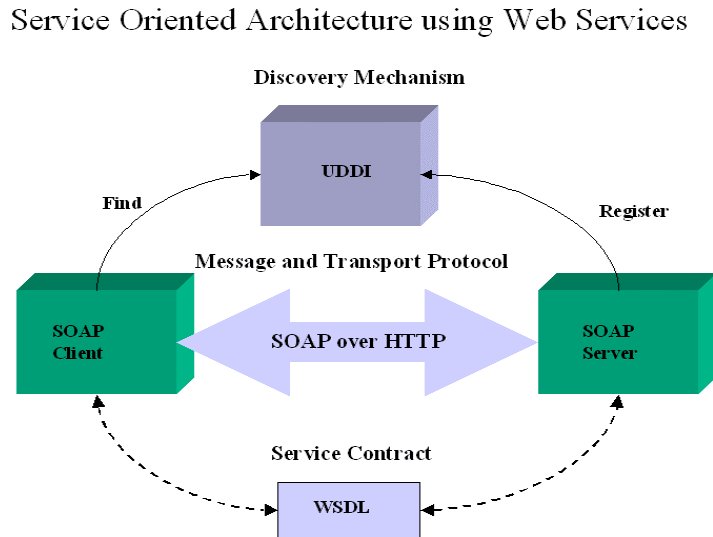 Service Oriented Architecture using Web Services
Discovery Mechanism
UDDI
Find
Register
Message and Transport Protocol
SOAP
Client
SOAP over HTTP
SOAP
Server
Service Contract
WSDL